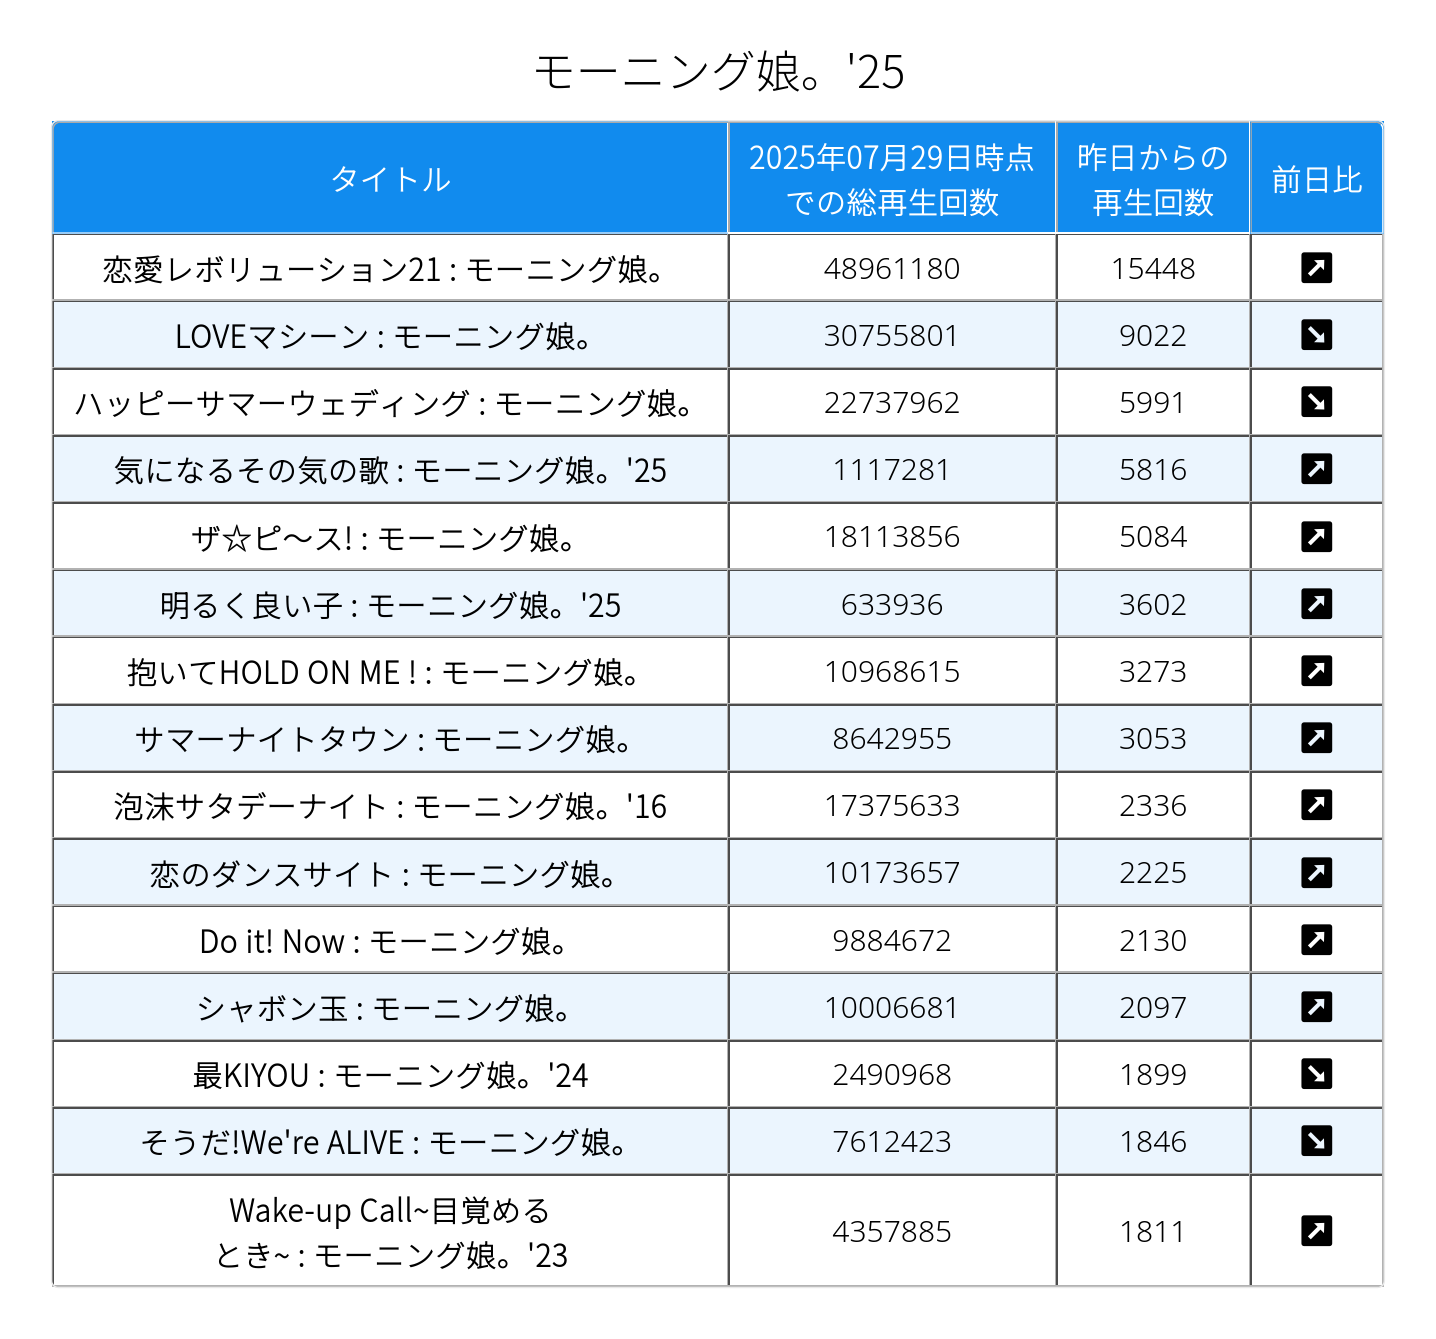 モーニング娘。'25
タイトル
2025年07月29日時点
での総再生回数
昨日からの
再生回数
前日比
恋愛レボリューション21 : モーニング娘。 48961180 15448
LOVEマシーン : モーニング娘。 30755801 9022
ハッピーサマーウェディング : モーニング娘。 22737962 5991
気になるその気の歌 : モーニング娘。'25 1117281 5816
ザ☆ピ〜ス! : モーニング娘。 18113856 5084
明るく良い子 : モーニング娘。'25 633936 3602
抱いてHOLD ON ME ! : モーニング娘。 10968615 3273
サマーナイトタウン : モーニング娘。 8642955 3053
泡沫サタデーナイト : モーニング娘。'16 17375633 2336
恋のダンスサイト : モーニング娘。 10173657 2225
Do it! Now : モーニング娘。 9884672 2130
シャボン玉 : モーニング娘。 10006681 2097
最KIYOU : モーニング娘。'24 2490968 1899
そうだ!We're ALIVE : モーニング娘。 7612423 1846
Wake-up Call~目覚める
とき~ : モーニング娘。'23 4357885 1811